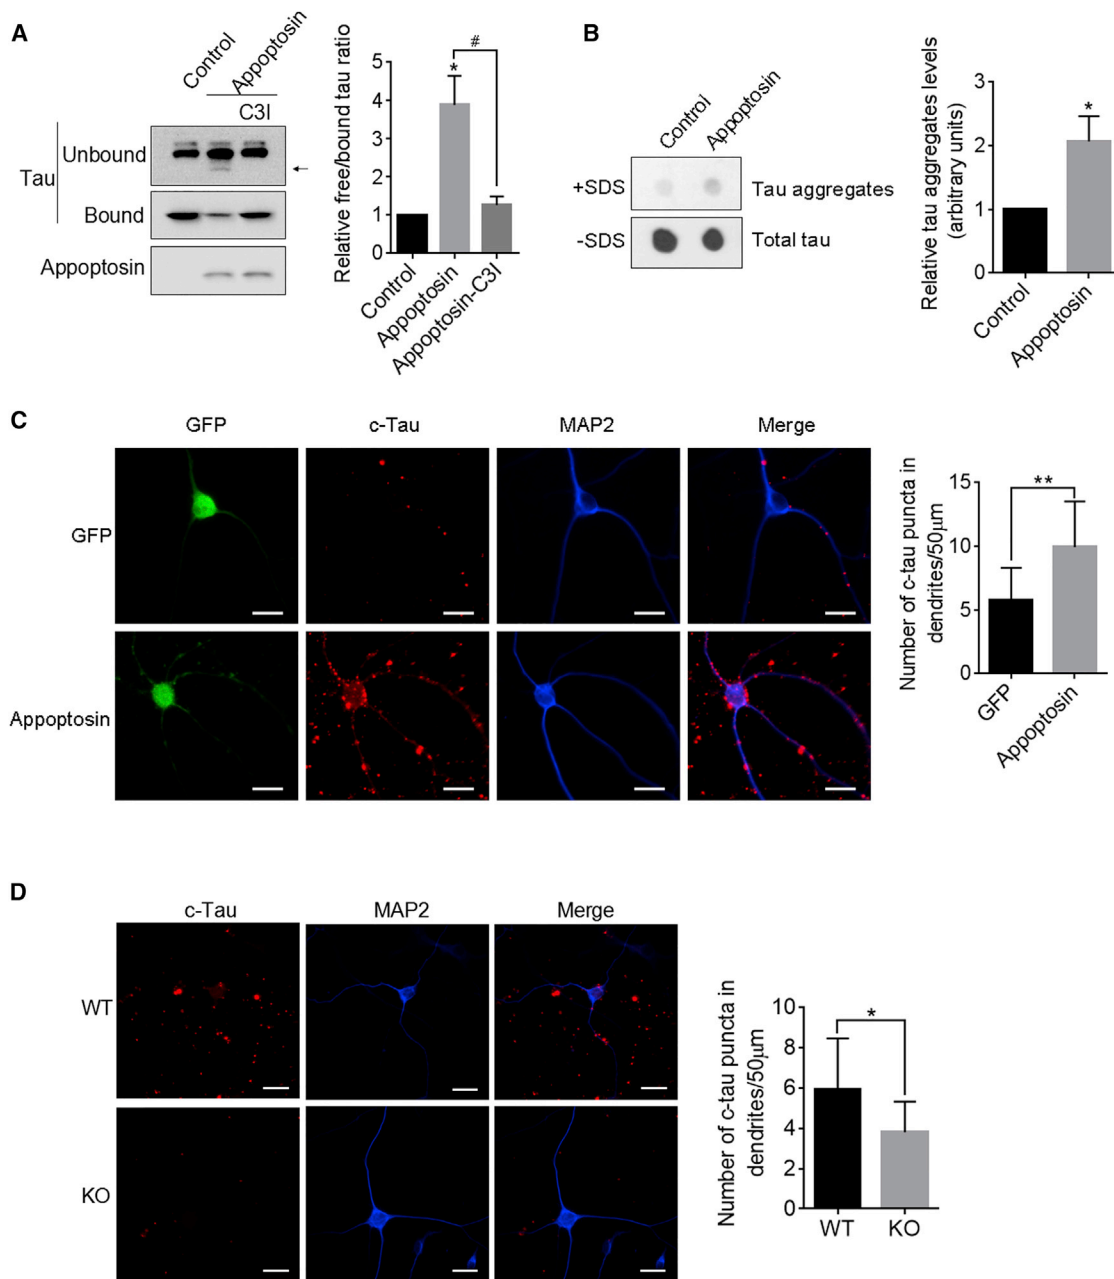 A
Control
Appoptosin
C3I
Tau
Unbound
Bound
Appoptosin
Relative free/bound tau ratio
5
4
3
2
1
0
*
#
Control
Appoptosin
Appoptosin-C3I
B
Control
Appoptosin
+SDS
Tau aggregates
-SDS
Total tau
Relative tau aggregates levels
(arbitrary units)
3
2
1
0
*
Control
Appoptosin
C
GFP
c-Tau
MAP2
Merge
GFP
Appoptosin
Number of c-tau puncta in
dendrites/50μm
15
10
5
0
**
GFP
Appoptosin
D
c-Tau
MAP2
Merge
WT
KO
Number of c-tau puncta in
dendrites/50μm
10
8
6
4
2
0
*
WT
KO